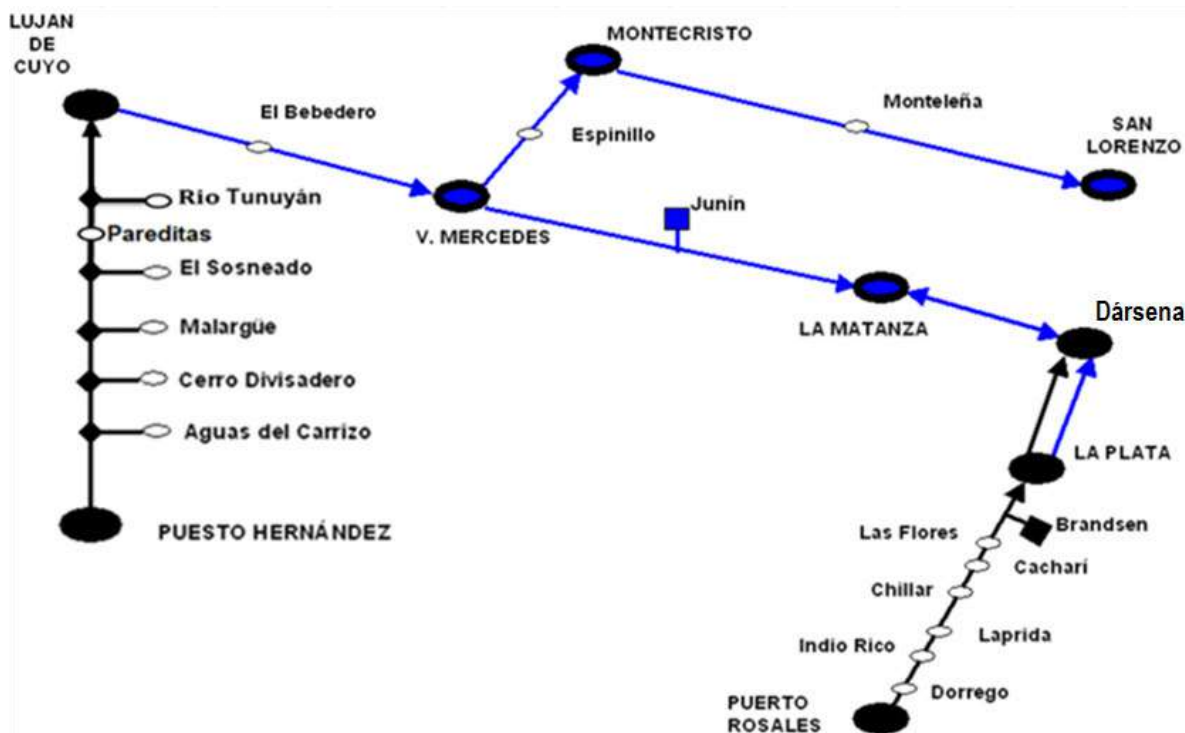 LUJAN
DE
CUYO
MONTECRISTO
El Bebedero
Espinillo
Monteleña
SAN
LORENZO
Rio Tunuyán
Junín
Pareditas
V. MERCEDES
El Sosneado
Malargüe
LA MATANZA
Dársena
Cerro Divisadero
Aguas del Carrizo
LA PLATA
PUESTO HERNÁNDEZ
Las Flores
Brandsen
Cacharí
Chillar
Indio Rico
Laprida
Dorrego
PUERTO
ROSALES